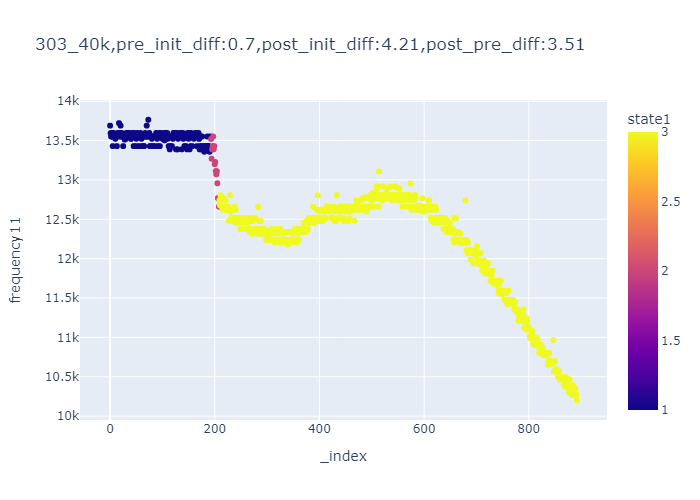 303_40k,pre_init_diff:0.7,post_init_diff:4.21,post_pre_diff:3.51
state1
14k
13.5k
13k
12.5k
12k
11.5k
11k
10.5k
10k
frequency11
0
200
400
600
800
_index
3
2.5
2
1.5
1